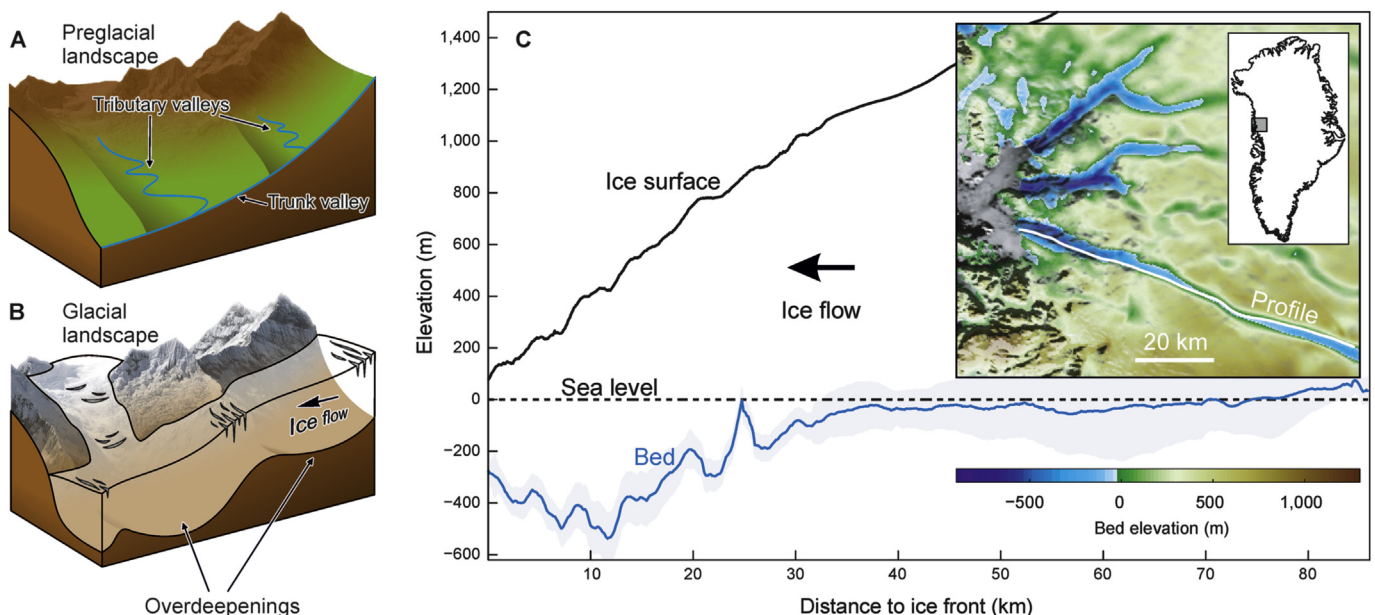 A
Preglacial
landscape
Tributary valleys
Trunk valley
B
Glacial
landscape
Ice flow
Overdeepenings
C
Elevation (m)
1,400
1,200
1,000
800
600
400
200
0
−200
−400
−600
Ice surface
Ice flow
Sea level
Bed
Profile
20 km
−500
0
500
1,000
Bed elevation (m)
10
20
30
40
50
60
70
80
Distance to ice front (km)